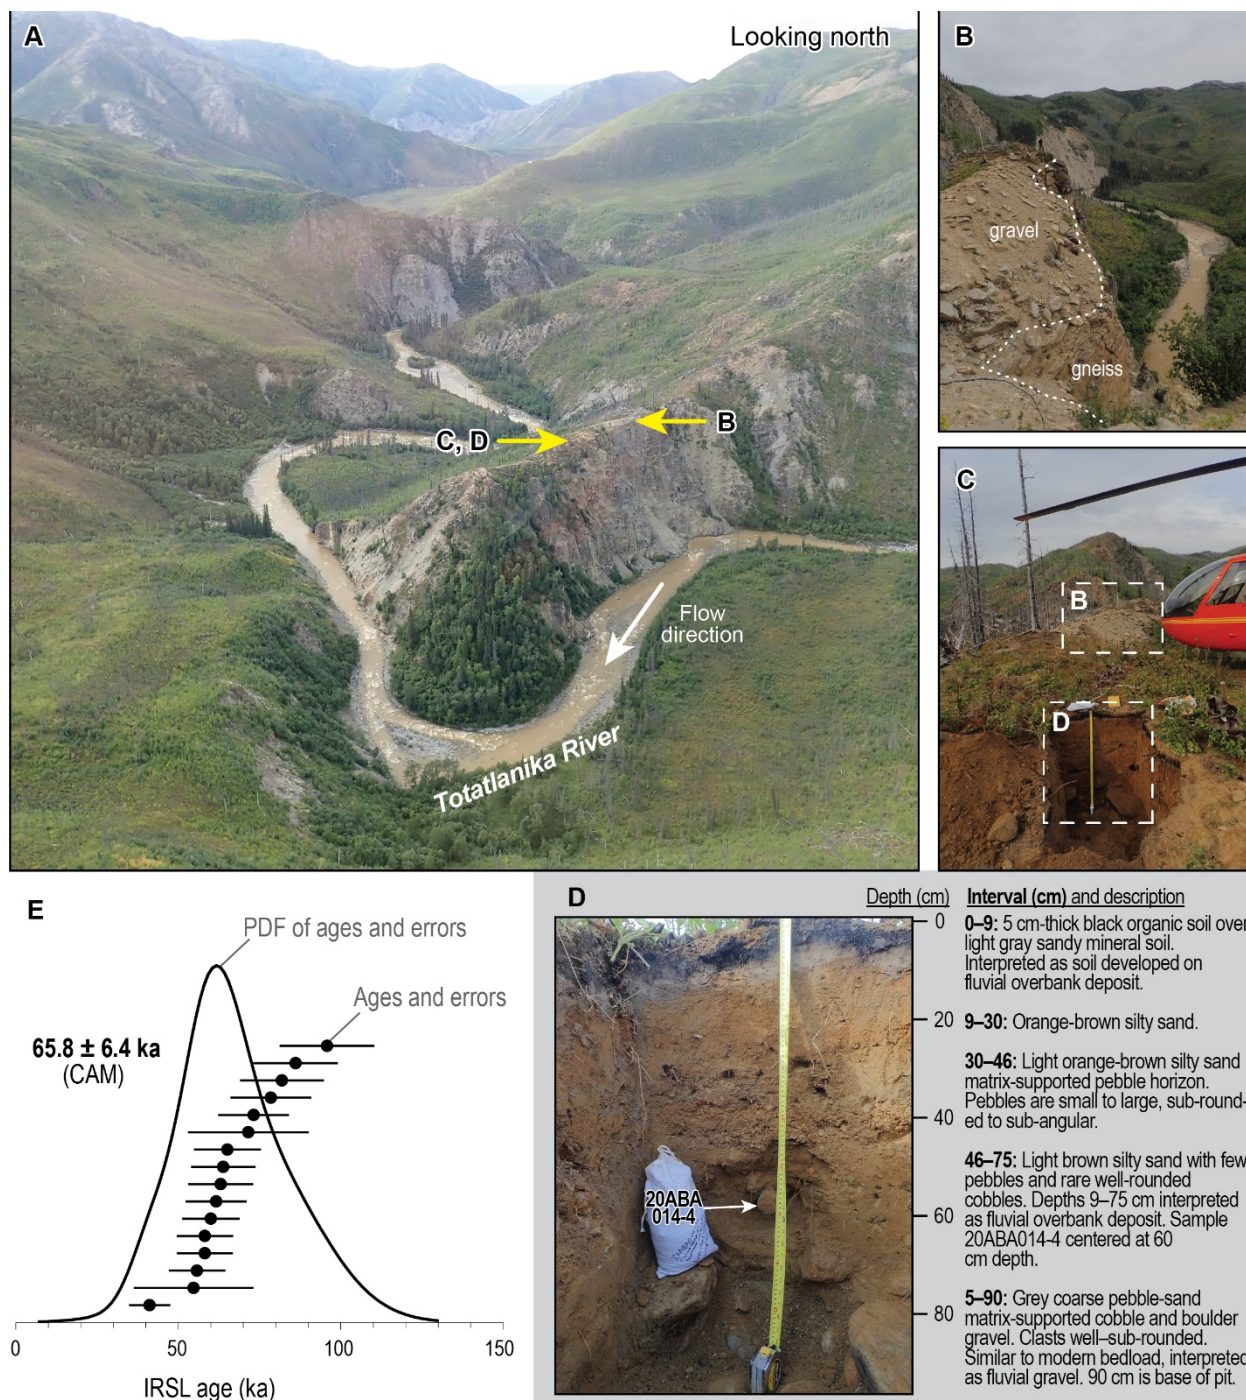 A
Looking north
C, D
B
Flow
direction
Totatlanika River
B
gravel
gneiss
C
B
D
E
PDF of ages and errors
Ages and errors
65.8 ± 6.4 ka
(CAM)
0
50
100
150
IRSL age (ka)
D
20ABA
014-4
Depth (cm)
0
20
40
60
80
Interval (cm) and description
0–9: 5 cm-thick black organic soil over
light gray sandy mineral soil.
Interpreted as soil developed on
fluvial overbank deposit.
9–30: Orange-brown silty sand.
30–46: Light orange-brown silty sand
matrix-supported pebble horizon.
Pebbles are small to large, sub-round-
ed to sub-angular.
46–75: Light brown silty sand with few
pebbles and rare well-rounded
cobbles. Depths 9–75 cm interpreted
as fluvial overbank deposit. Sample
20ABA014-4 centered at 60
cm depth.
5–90: Grey coarse pebble-sand
matrix-supported cobble and boulder
gravel. Clasts well–sub-rounded.
Similar to modern bedload, interpreted
as fluvial gravel. 90 cm is base of pit.